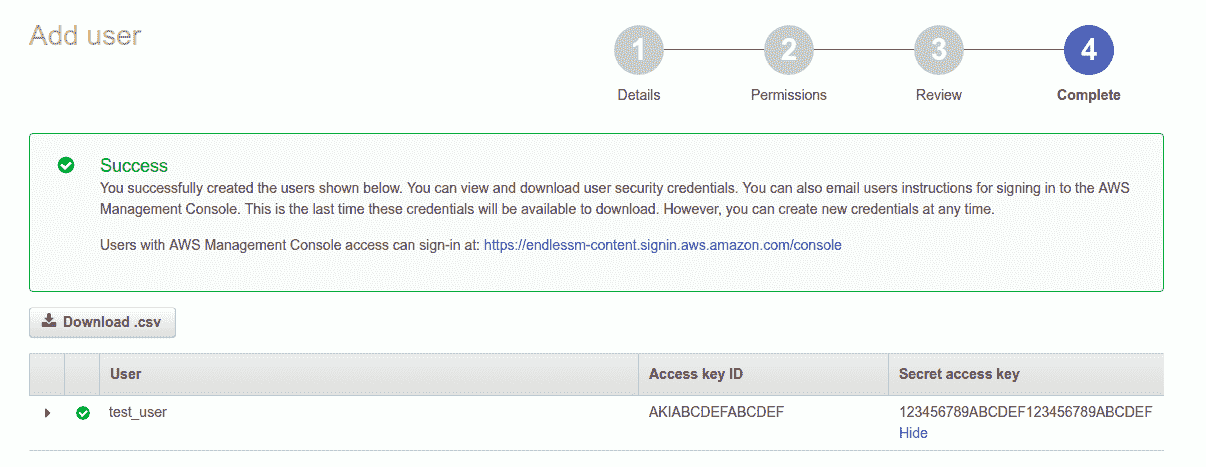 Add user
1 2 3 4
Details Permissions Review Complete
Success
You successfully created the users shown below. You can view and download user security credentials. You can also email users instructions for signing in to the AWS
Management Console. This is the last time these credentials will be available to download. However, you can create new credentials at any time.
Users with AWS Management Console access can sign-in at: https://endlessm-content.signin.aws.amazon.com/console
Download .csv
User Access key ID Secret access key
test_user AKIABCDEFABCDEF 123456789ABCDEF123456789ABCDEF
Hide